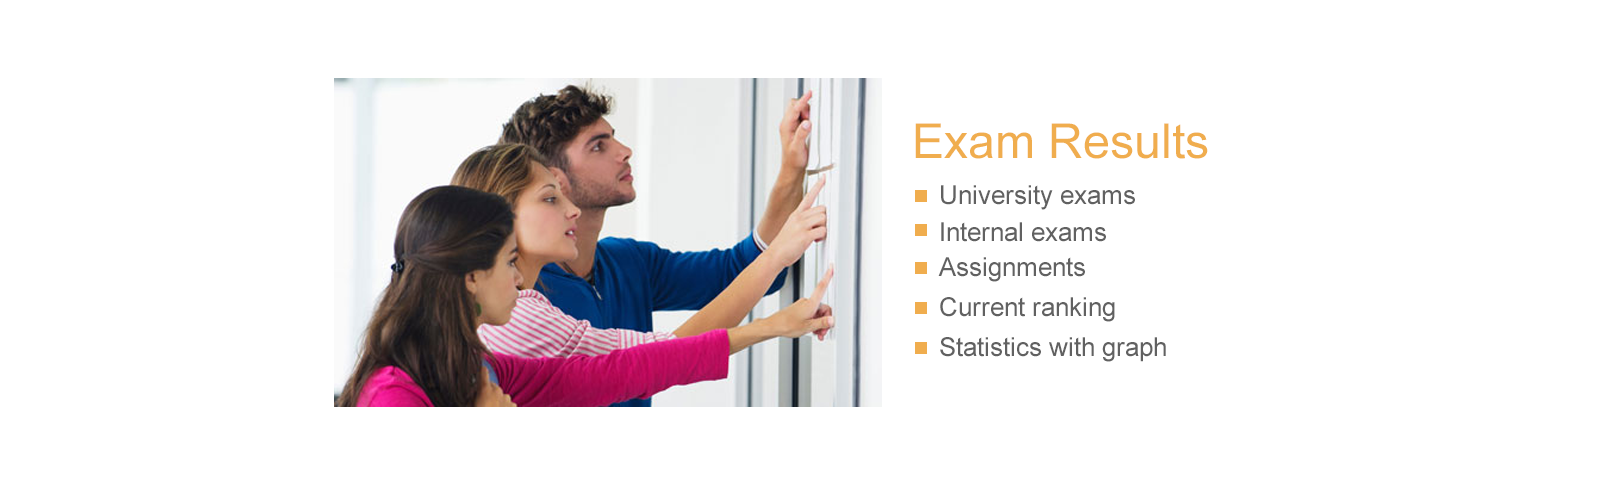 Exam Results
University exams
Internal exams
Assignments
Current ranking
Statistics with graph